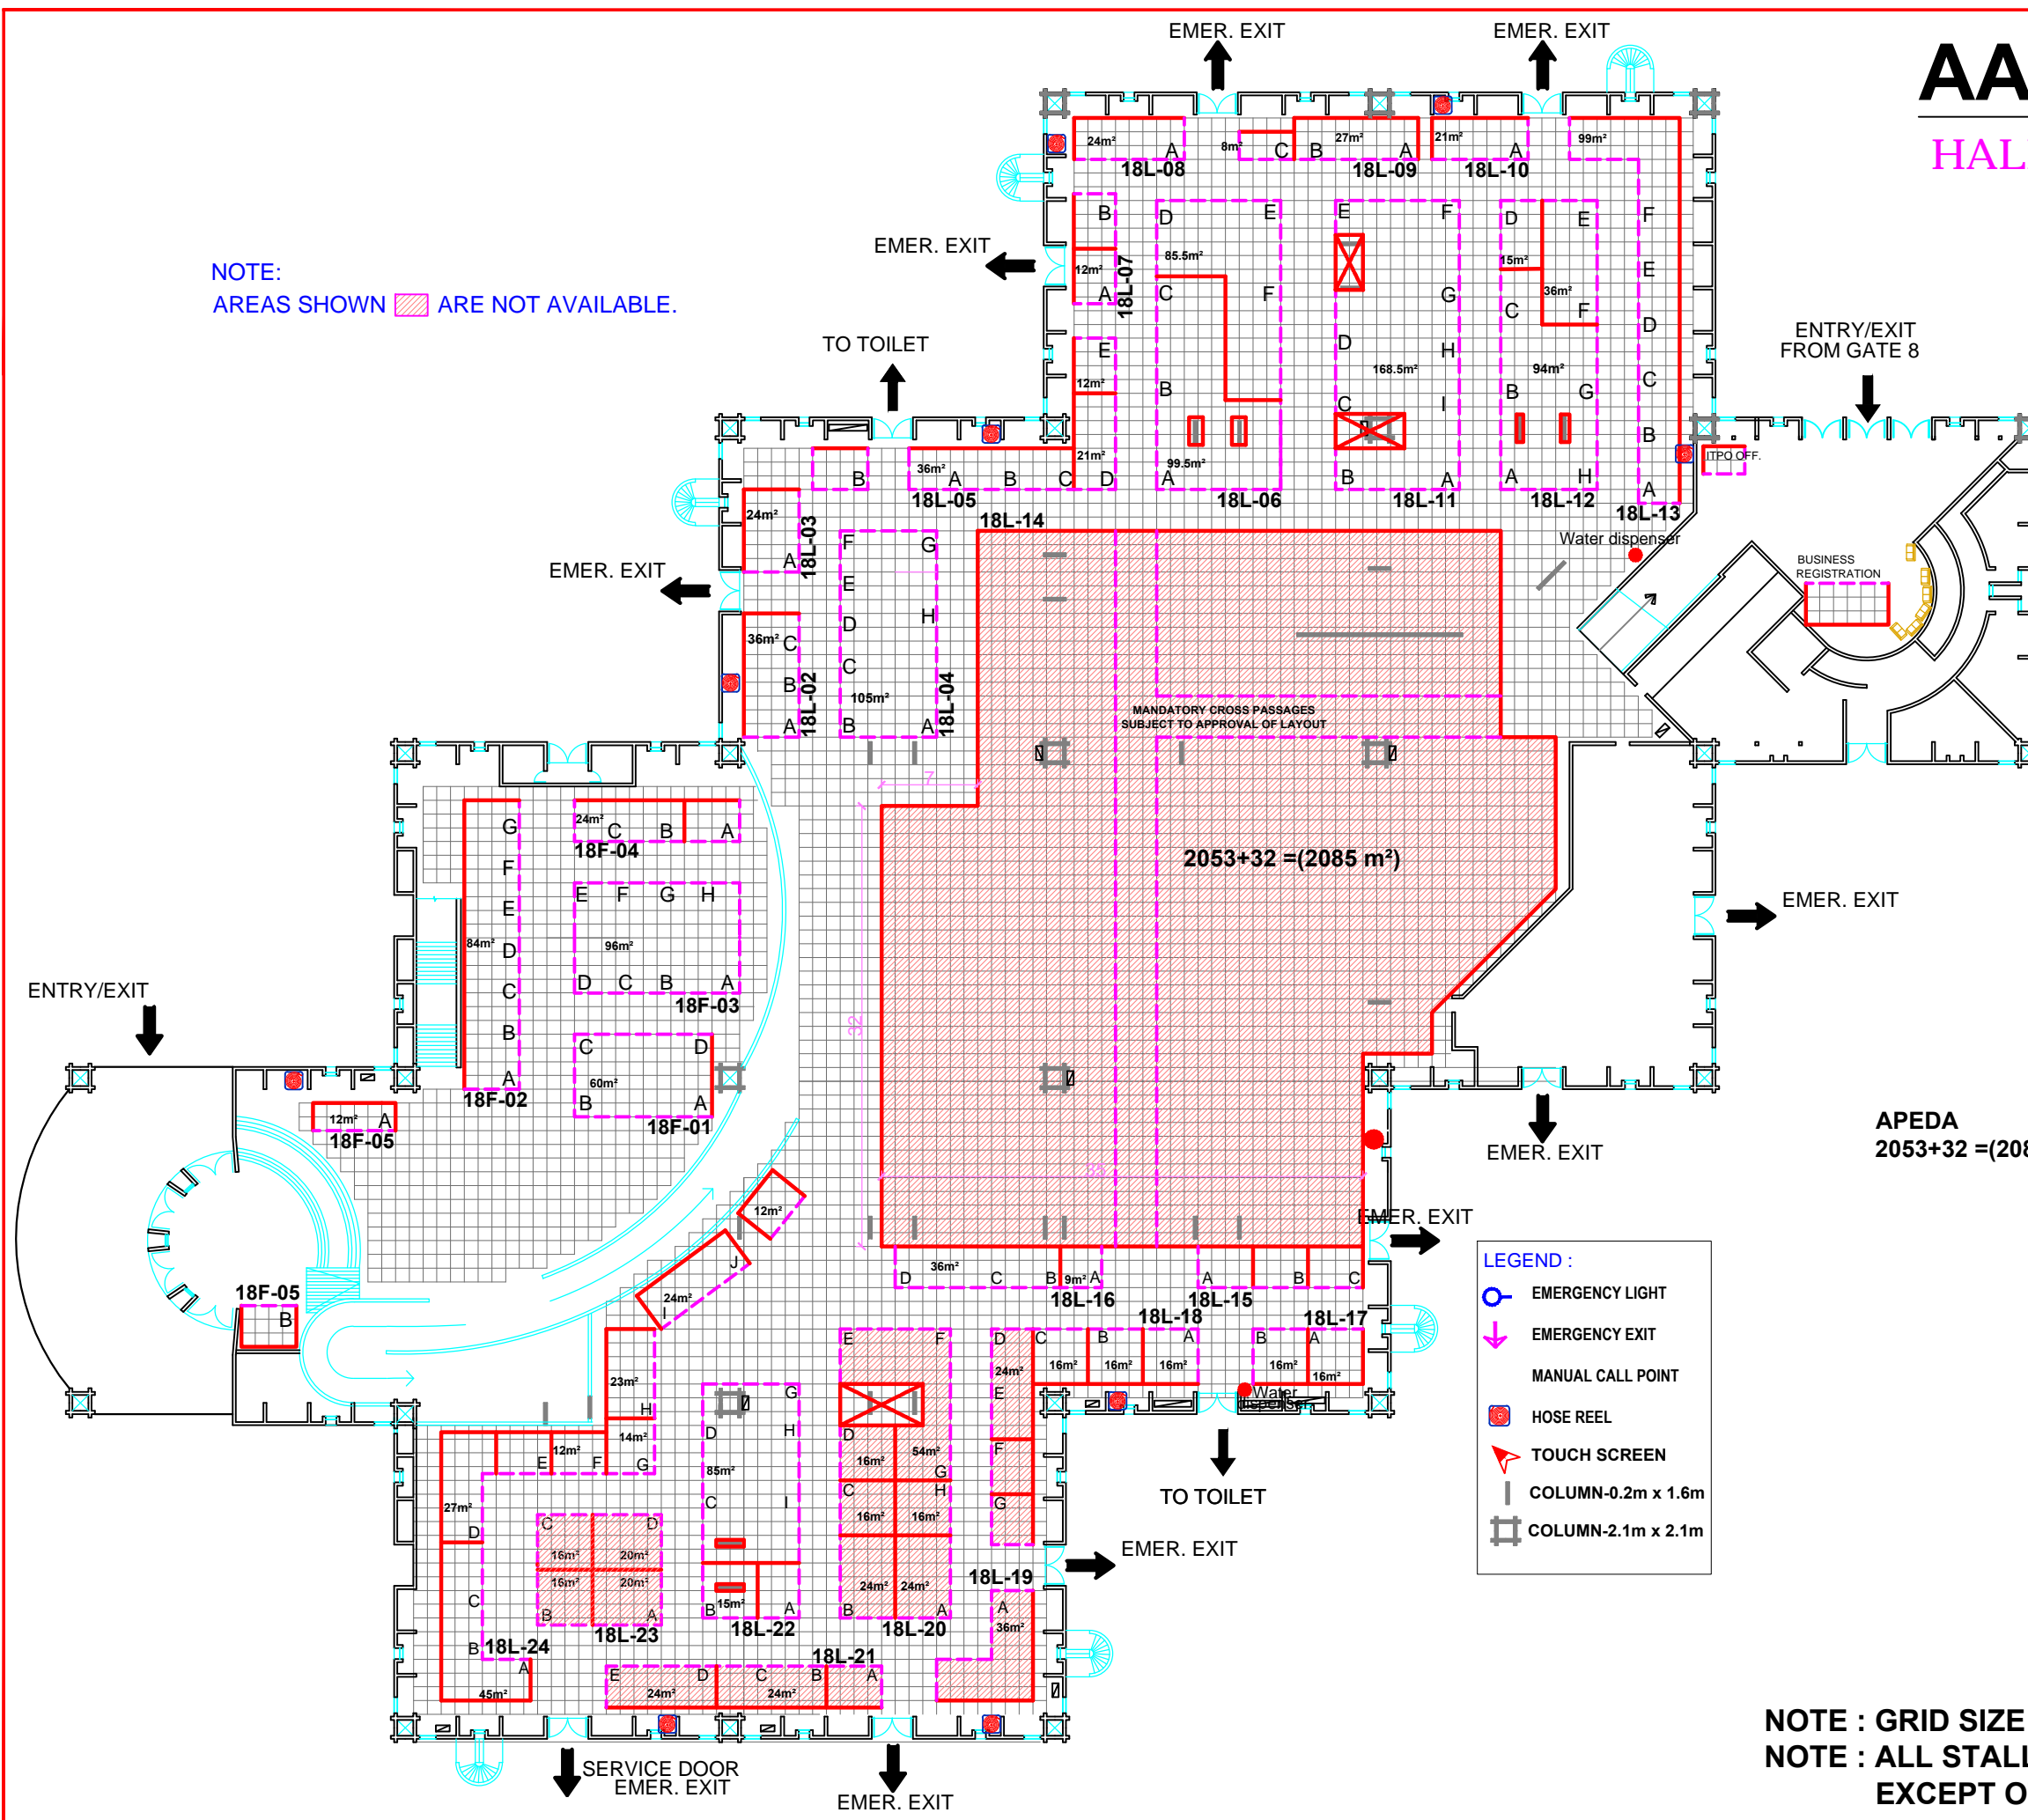 EMER. EXIT
EMER. EXIT
AA
HAL
24m²
A
18L-08
8m²
C
B
27m²
A
18L-09
21m²
A
18L-10
99m²
NOTE:
AREAS SHOWN ARE NOT AVAILABLE.
EMER. EXIT
B
12m²
A
18L-07
D
E
85.5m²
C
F
B
99.5m²
A
18L-06
E
F
G
D
H
168.5m²
C
I
B
A
18L-11
D
E
15m²
36m²
C
F
94m²
B
G
A
H
18L-12
F
E
D
C
B
A
18L-13
ENTRY/EXIT
FROM GATE 8
TO TOILET
E
12m²
21m²
D
B
36m²
A
B
C
18L-05
ITPO OFF.
24m²
A
18L-03
18L-14
Water dispenser
BUSINESS
REGISTRATION
EMER. EXIT
F
G
E
H
D
C
105m²
B
A
18L-04
36m²
C
B
A
18L-02
MANDATORY CROSS PASSAGES
SUBJECT TO APPROVAL OF LAYOUT
7
32
2053+32 =(2085 m²)
38
24m²
C
B
A
18F-04
G
F
E
84m²
D
C
B
A
18F-02
E
F
G
H
96m²
D
C
B
A
18F-03
C
D
60m²
B
A
18F-01
EMER. EXIT
ENTRY/EXIT
12m²
A
18F-05
EMER. EXIT
APEDA
2053+32 =(208
12m²
EMER. EXIT
J
24m²
I
18F-05
B
D
36m²
C
B
9m²
A
18L-16
A
B
C
18L-15
18L-18
18L-17
C
B
A
16m²
16m²
16m²
B
A
16m²
16m²
Water
dispenser
LEGEND :
EMERGENCY LIGHT
EMERGENCY EXIT
MANUAL CALL POINT
HOSE REEL
TOUCH SCREEN
COLUMN-0.2m x 1.6m
COLUMN-2.1m x 2.1m
TO TOILET
EMER. EXIT
23m²
H
14m²
G
E
12m²
F
27m²
D
C
B
18L-24
A
45m²
C
D
16m²
20m²
16m²
20m²
B
A
18L-23
G
D
H
85m²
C
I
B
15m²
A
18L-22
E
F
D
16m²
54m²
G
C
H
16m²
16m²
24m²
24m²
B
A
18L-20
D
24m²
E
F
G
18L-19
A
36m²
18L-21
E
D
C
B
A
24m²
24m²
SERVICE DOOR
EMER. EXIT
EMER. EXIT
NOTE : GRID SIZE
NOTE : ALL STALL
EXCEPT O